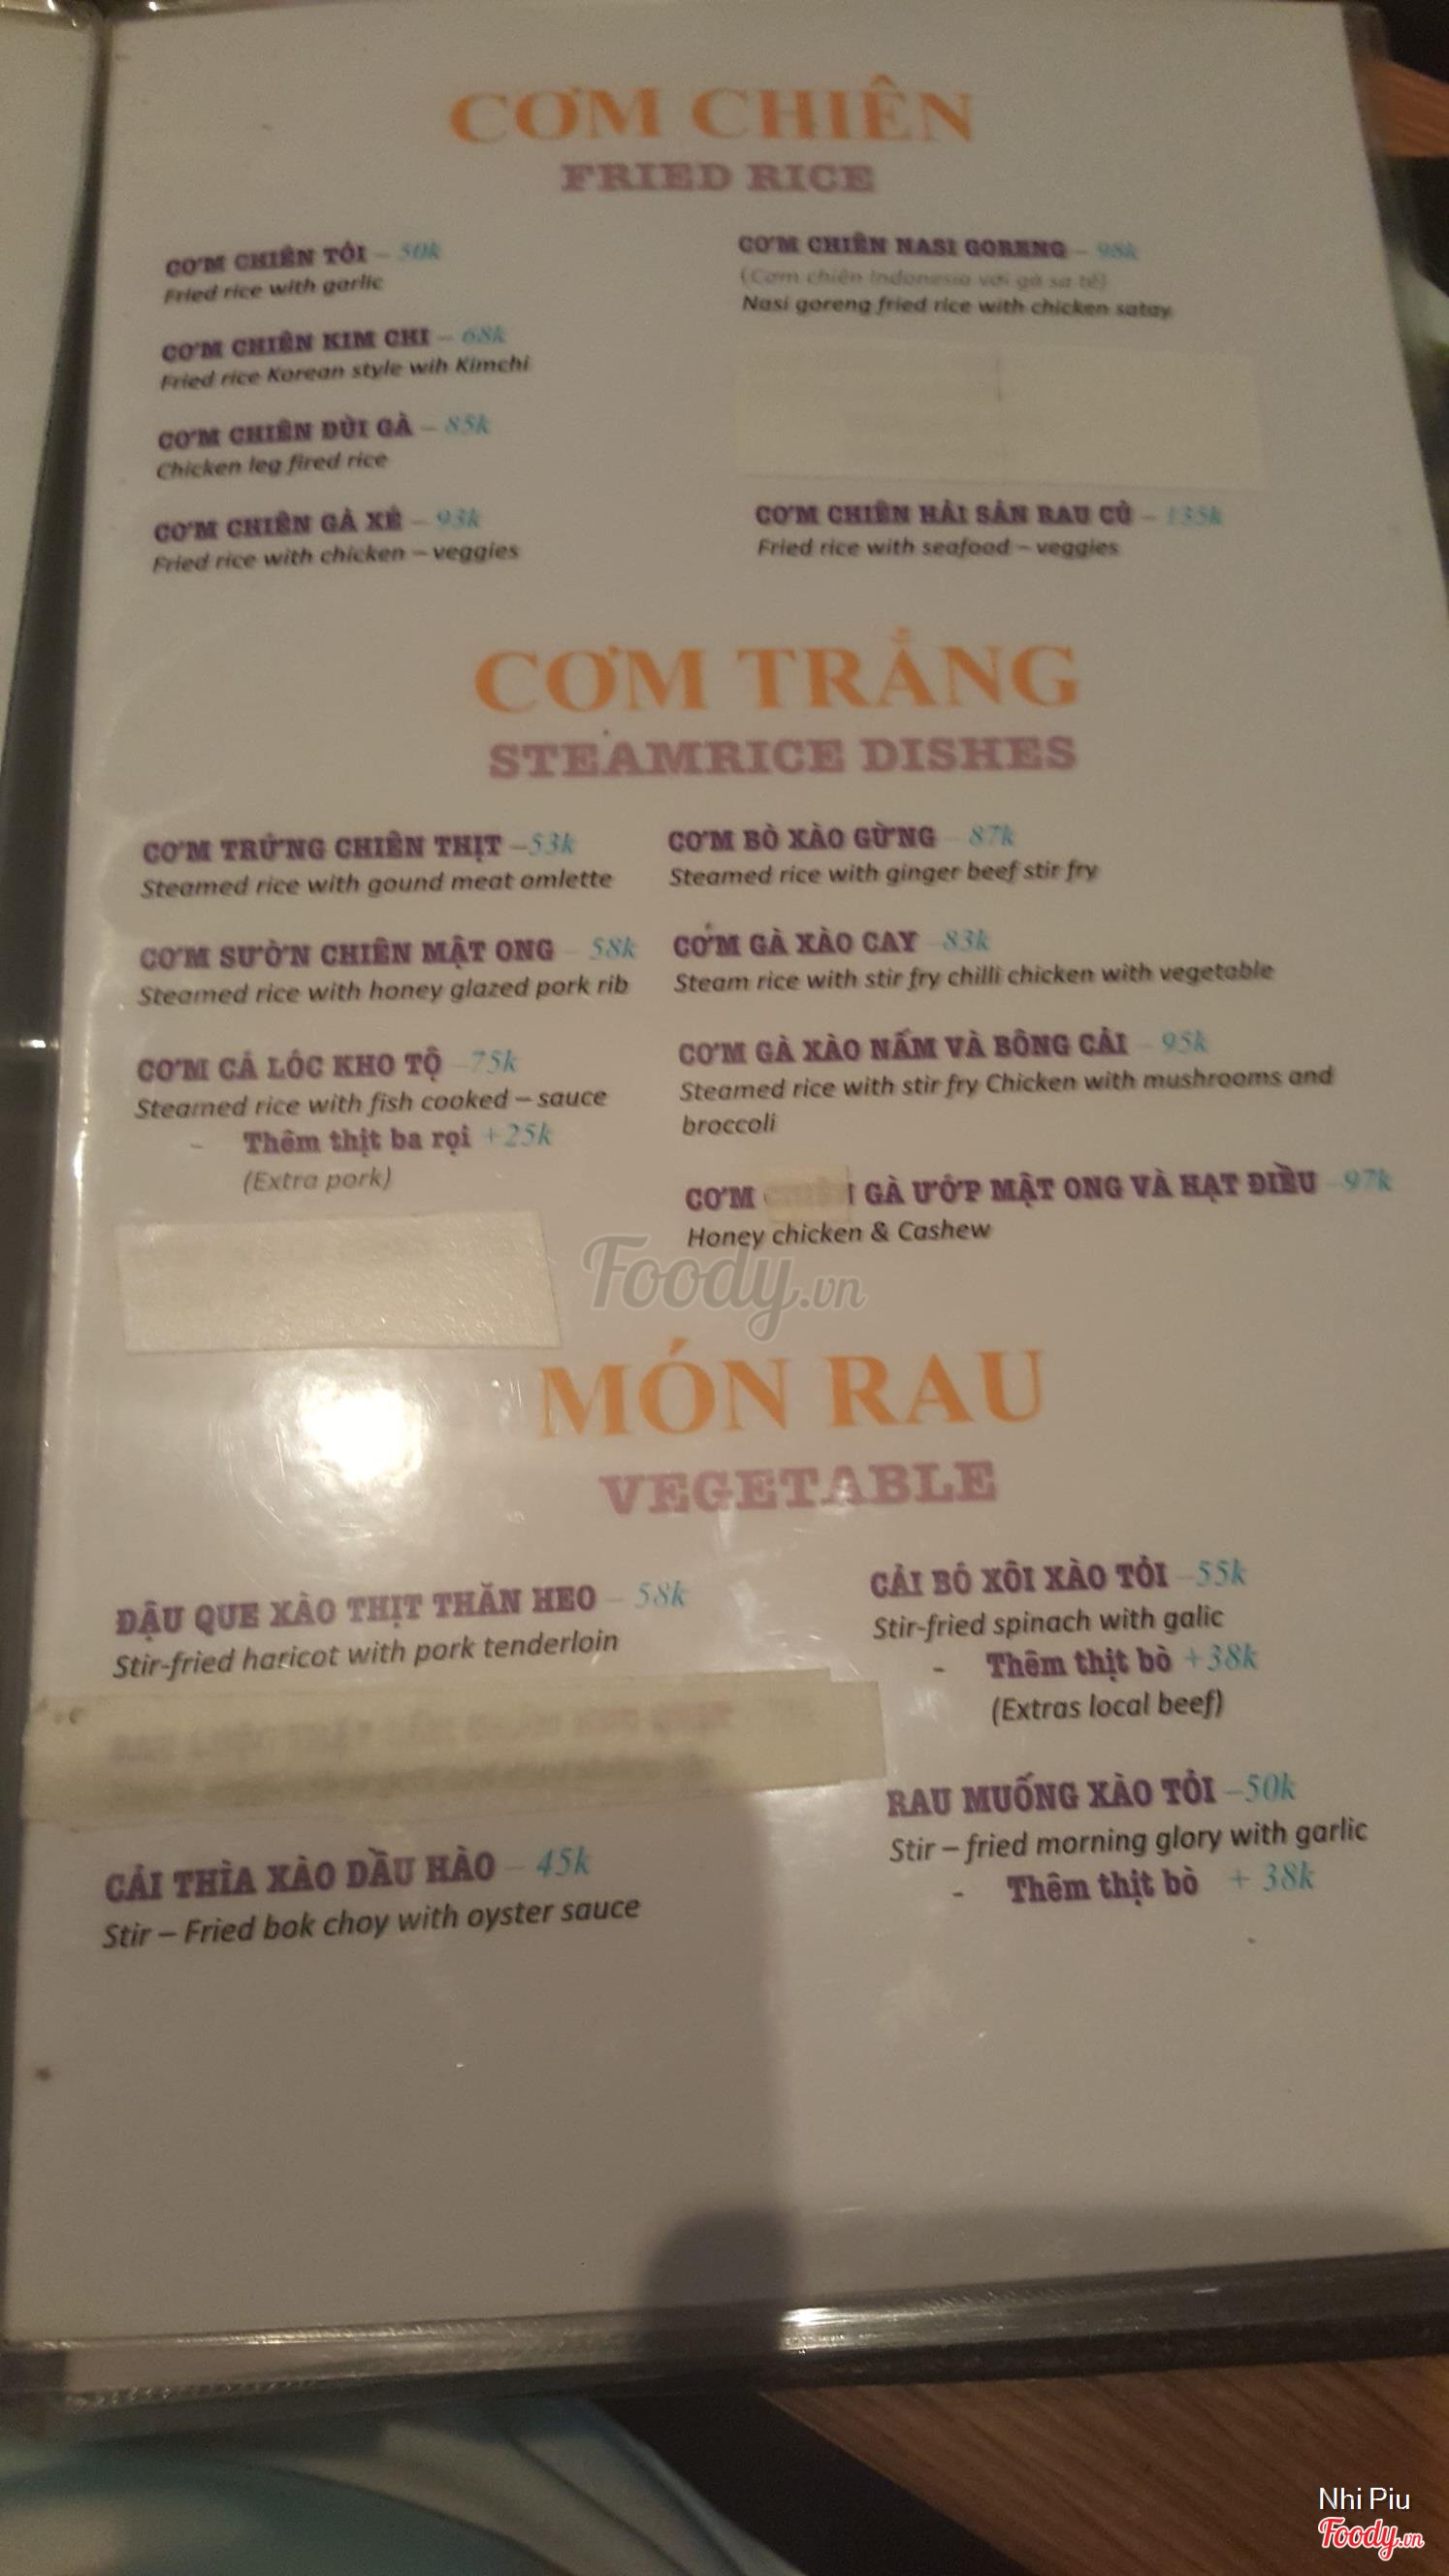 CƠM CHIÊN
FRIED RICE
CƠM CHIÊN TỎI – 50k
Fried rice with garlic
CƠM CHIÊN KIM CHI – 68k
Fried rice Korean style wih Kimchi
CƠM CHIÊN ĐÙI GÀ – 85k
Chicken leg fired rice
CƠM CHIÊN GÀ XÉ – 93k
Fried rice with chicken – veggies
CƠM CHIÊN NASI GORENG – 98k
(Cơm chiên Indonesia với gà sa tế)
Nasi goreng fried rice with chicken satay
CƠM CHIÊN HẢI SẢN RAU CỦ – 135k
Fried rice with seafood – veggies
CƠM TRẮNG
STEAMRICE DISHES
CƠM TRỨNG CHIÊN THỊT –53k
Steamed rice with gound meat omlette
CƠM SƯỜN CHIÊN MẬT ONG – 58k
Steamed rice with honey glazed pork rib
CƠM CÁ LÓC KHO TỘ –75k
Steamed rice with fish cooked – sauce
- Thêm thịt ba rọi +25k
(Extra pork)
CƠM BÒ XÀO GỪNG – 87k
Steamed rice with ginger beef stir fry
CƠM GÀ XÀO CAY –83k
Steam rice with stir fry chilli chicken with vegetable
CƠM GÀ XÀO NẤM VÀ BÔNG CẢI – 95k
Steamed rice with stir fry Chicken with mushrooms and
broccoli
CƠM GÀ ƯỚP MẬT ONG VÀ HẠT ĐIỀU –97k
Honey chicken & Cashew
Foody.vn
MÓN RAU
VEGETABLE
ĐẬU QUE XÀO THỊT THĂN HEO – 58k
Stir-fried haricot with pork tenderloin
CẢI THÌA XÀO DẦU HÀO – 45k
Stir – Fried bok choy with oyster sauce
CẢI BÓ XÔI XÀO TỎI –55k
Stir-fried spinach with galic
- Thêm thịt bò +38k
(Extras local beef)
RAU MUỐNG XÀO TỎI –50k
Stir – fried morning glory with garlic
- Thêm thịt bò + 38k
Nhi Piu
Foody.vn